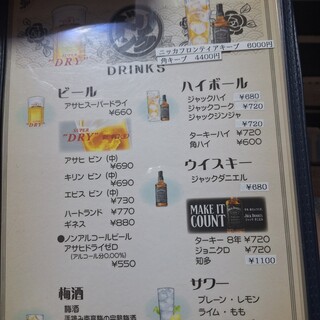 "DRY"
ニッカフロンティアキープ 6000円
角キープ 4400円
DRINKS
ビール
アサヒスーパードライ
¥660
SUPER
"DRY"
アサヒ ビン (中)
¥690
キリン ビン (中)
¥690
エビス ビン (中)
¥730
ハートランド ¥770
ギネス ¥880
●ノンアルコールビール
アサヒドライゼロ
(アルコール分0.00%)
¥550
梅酒
梅酒
ハイボール
ジャックハイ ¥680
ジャックコーク ¥720
ジャックジンジャ
¥720
ターキーハイ ¥720
角ハイ ¥600
ウイスキー
ジャックダニエル
¥680
MAKE IT
COUNT
ターキー 8年 ¥720
ジョニクロ ¥720
知多 ¥1100
サワー
プレーン・レモン
ライム・もも